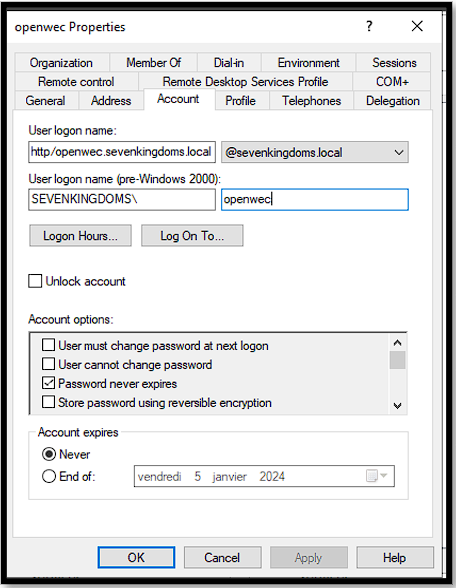 openwec Properties ? ×
Organization Member Of Dial-in Environment Sessions
Remote control Remote Desktop Services Profile COM+
General Address Account Profile Telephones Delegation
User logon name:
http/openwec.sevenkingdoms.local @sevenkingdoms.local
User logon name (pre-Windows 2000):
SEVENKINGDOMS\ openwec
Logon Hours... Log On To...
Unlock account
Account options:
User must change password at next logon
User cannot change password
Password never expires
Store password using reversible encryption
Account expires
Never
End of: vendredi 5 janvier 2024
OK Cancel Apply Help